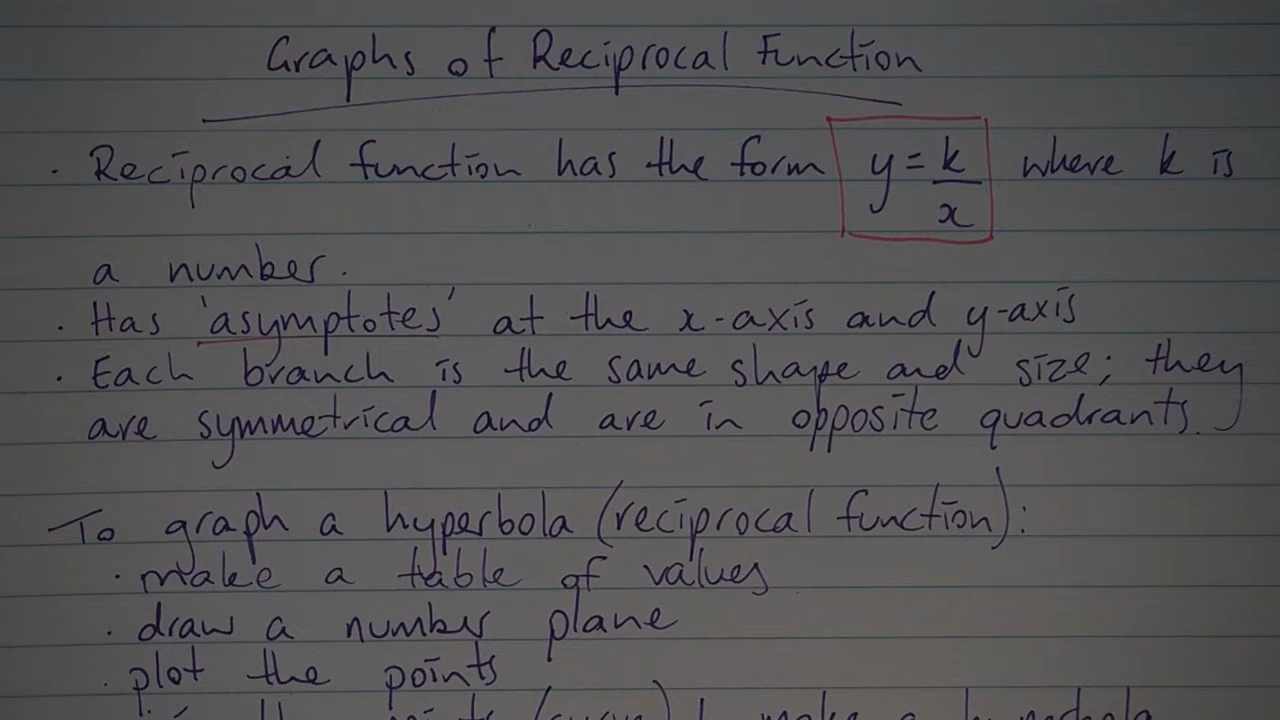 Graphs of Reciprocal Function
· Reciprocal function has the form y = k/x where k is
a number.
· Has 'asymptotes' at the x-axis and y-axis
· Each branch is the same shape and size; they
are symmetrical and are in opposite quadrants.
To graph a hyperbola (reciprocal function):
· make a table of values
· draw a number plane
· plot the points